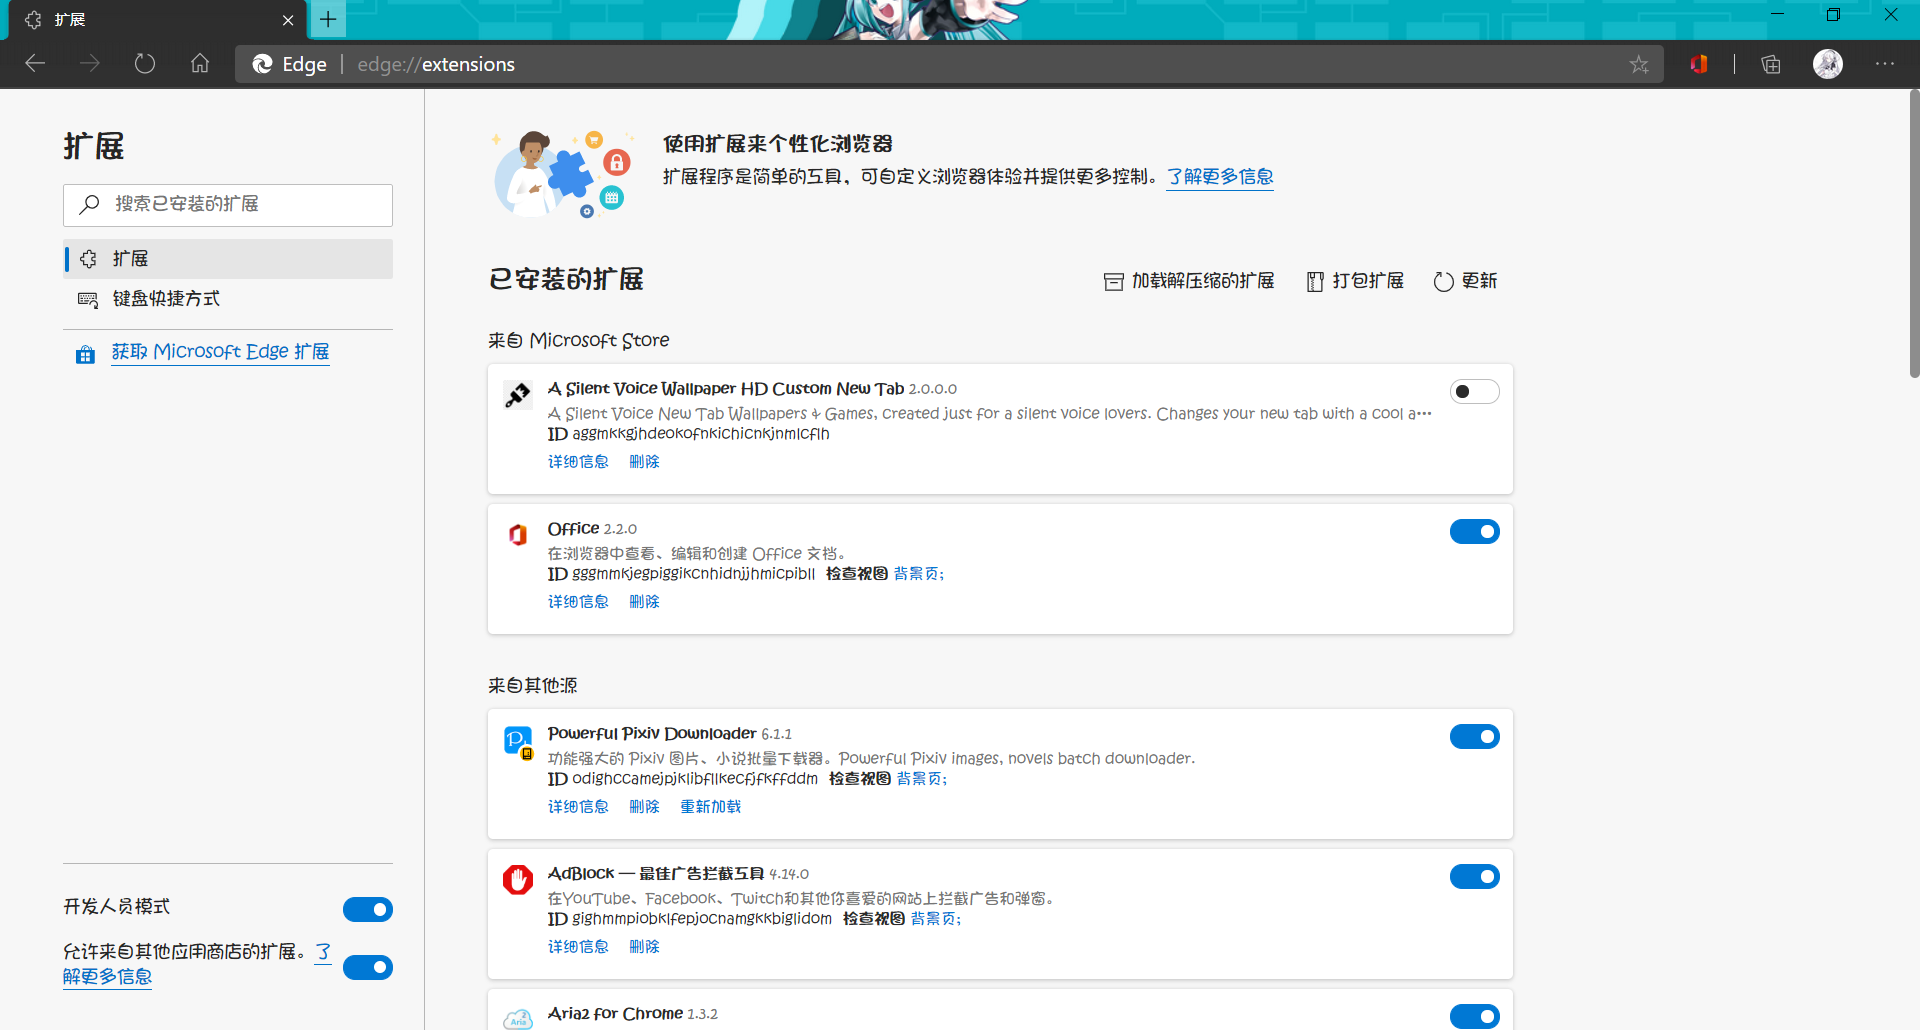 扩展
Edge | edge://extensions
扩展
搜索已安装的扩展
扩展
键盘快捷方式
获取 Microsoft Edge 扩展
开发人员模式
允许来自其他应用商店的扩展。了
解更多信息
使用扩展来个性化浏览器
扩展程序是简单的工具，可自定义浏览器体验并提供更多控制。了解更多信息
已安装的扩展
加载解压缩的扩展
打包扩展
更新
来自 Microsoft Store
A Silent Voice Wallpaper HD Custom New Tab 2.0.0.0
A Silent Voice New Tab Wallpapers & Games, created just for a silent voice lovers. Changes your new tab with a cool a…
ID aggmkkgjhdeokofnkichicnkjnmlcflh
详细信息 删除
Office 2.2.0
在浏览器中查看、编辑和创建 Office 文档。
ID gggmmkjegpiggikcnhidnjjhmicpibll 检查视图 背景页;
详细信息 删除
来自其他源
Powerful Pixiv Downloader 6.1.1
功能强大的 Pixiv 图片、小说批量下载器。Powerful Pixiv images, novels batch downloader.
ID odighccamejpjklibfllkecfjfkffddm 检查视图 背景页;
详细信息 删除 重新加载
AdBlock — 最佳广告拦截工具 4.14.0
在YouTube、Facebook、Twitch和其他你喜爱的网站上拦截广告和弹窗。
ID gighmmpiobklfepjocnamgkkbiglidom 检查视图 背景页;
详细信息 删除
Aria2 for Chrome 1.3.2